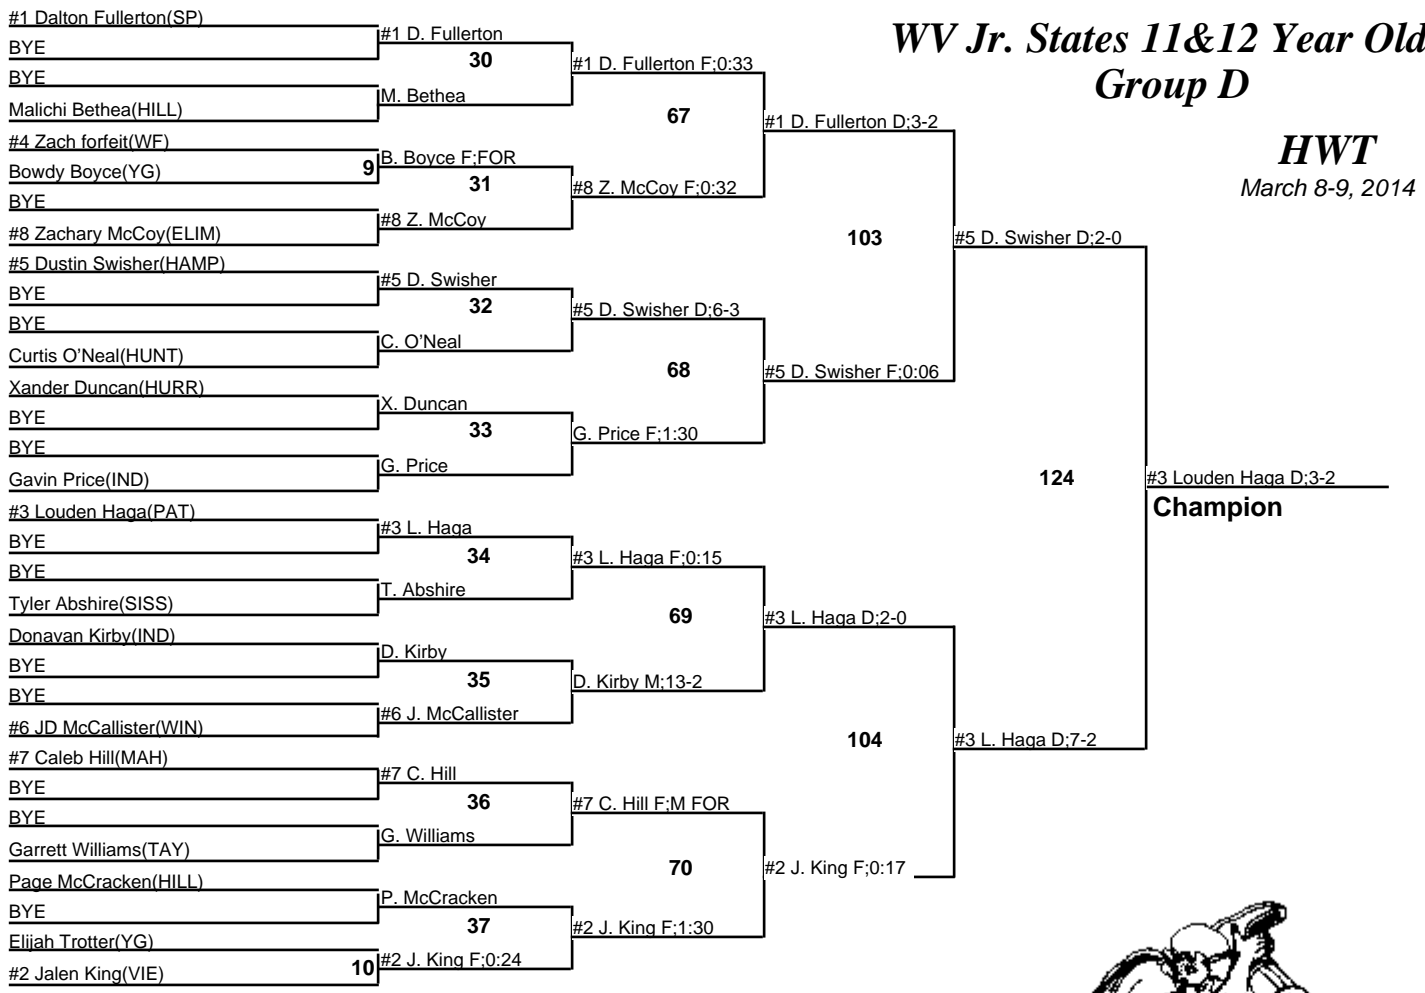 WV Jr. States 11&12 Year Old
Group D
HWT
March 8-9, 2014
#1 Dalton Fullerton(SP)
BYE
BYE
Malichi Bethea(HILL)
#4 Zach forfeit(WF)
Bowdy Boyce(YG)
BYE
#8 Zachary McCoy(ELIM)
#5 Dustin Swisher(HAMP)
BYE
BYE
Curtis O'Neal(HUNT)
Xander Duncan(HURR)
BYE
BYE
Gavin Price(IND)
#3 Louden Haga(PAT)
BYE
BYE
Tyler Abshire(SISS)
Donavan Kirby(IND)
BYE
BYE
#6 JD McCallister(WIN)
#7 Caleb Hill(MAH)
BYE
BYE
Garrett Williams(TAY)
Page McCracken(HILL)
BYE
Elijah Trotter(YG)
#2 Jalen King(VIE)
9
10
#1 D. Fullerton
30
M. Bethea
B. Boyce F;FOR
31
#8 Z. McCoy
#5 D. Swisher
32
C. O'Neal
X. Duncan
33
G. Price
#3 L. Haga
34
T. Abshire
D. Kirby
35
#6 J. McCallister
#7 C. Hill
36
G. Williams
P. McCracken
37
#2 J. King F;0:24
#1 D. Fullerton F;0:33
67
#8 Z. McCoy F;0:32
#5 D. Swisher D;6-3
68
G. Price F;1:30
#3 L. Haga F;0:15
69
D. Kirby M;13-2
#7 C. Hill F;M FOR
70
#2 J. King F;1:30
#1 D. Fullerton D;3-2
103
#5 D. Swisher F;0:06
#3 L. Haga D;2-0
104
#2 J. King F;0:17
#5 D. Swisher D;2-0
124
#3 L. Haga D;7-2
#3 Louden Haga D;3-2
Champion